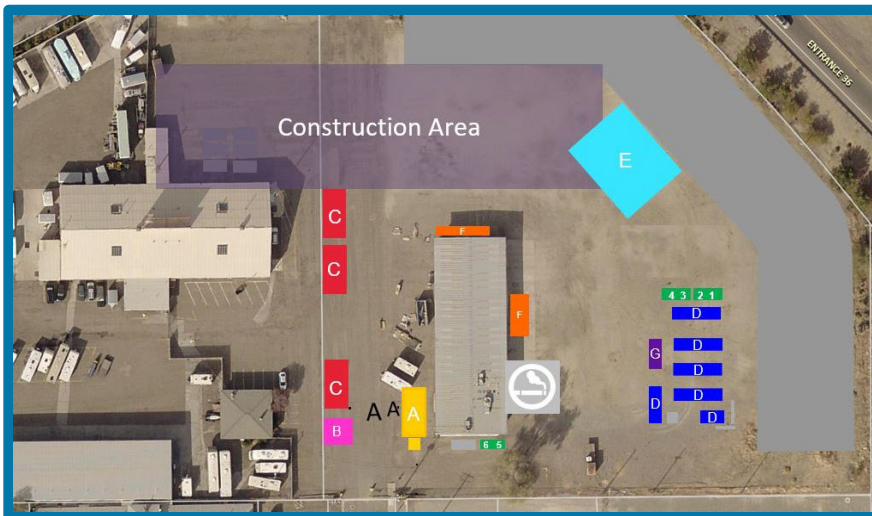 ENTRANCE 36
Construction Area
E
C
F
C
4 3 2 1
F
D
D
G
D
C
D
A A A
D
D
B
6 5